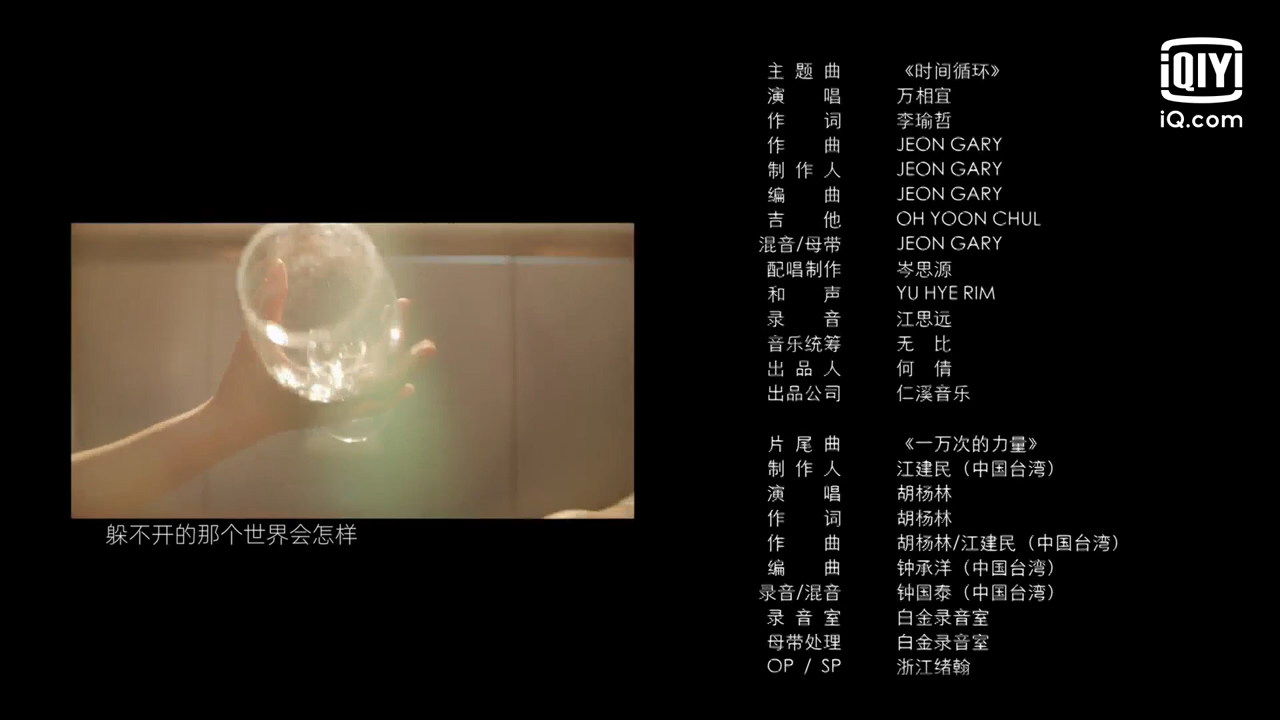 iQIYI
iQ.com
主题曲 《时间循环》
演唱 万相宜
作词 李瑜哲
作曲 JEON GARY
制作人 JEON GARY
编曲 JEON GARY
吉他 OH YOON CHUL
混音/母带 JEON GARY
配唱制作 岑思源
和声 YU HYE RIM
录音 江思远
音乐统筹 无比
出品人 何倩
出品公司 仁溪音乐
片尾曲 《一万次的力量》
制作人 江建民（中国台湾）
演唱 胡杨林
作词 胡杨林
作曲 胡杨林/江建民（中国台湾）
编曲 钟承洋（中国台湾）
录音/混音 钟国泰（中国台湾）
录音室 白金录音室
母带处理 白金录音室
OP / SP 浙江绪翰
躲不开的那个世界会怎样